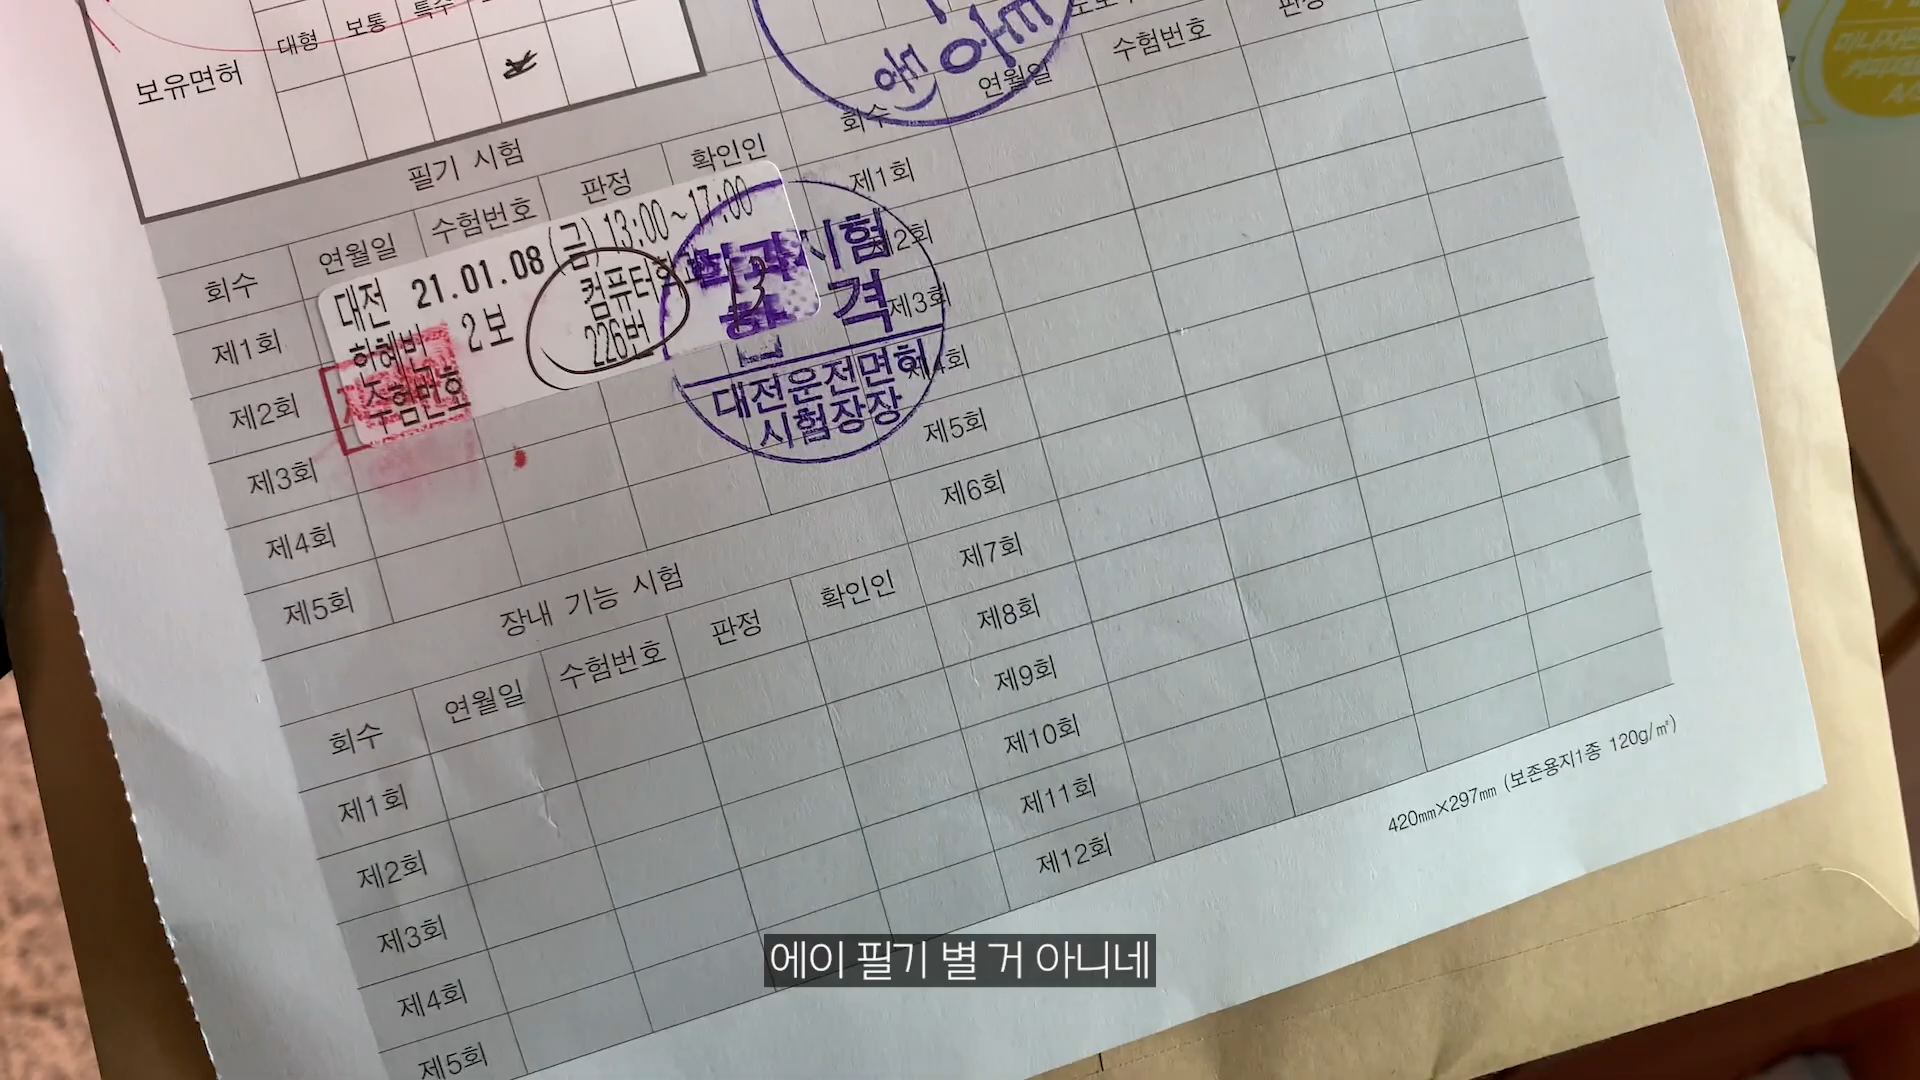 대형 보통 특수
보유면허
필기 시험
회수 연월일 수험번호 판정 확인인
대전 21.01.08(금) 13:00~17:00
2보 컴퓨터
226번 13
수험번호
시험
합격
대전운전면허
시험장장
제1회
제2회
제3회
제4회
제5회
장내 기능 시험
회수 연월일 수험번호 판정 확인인
제1회
제2회
제3회
제4회
제5회
회수 연월일 수험번호 판정
제1회
제2회
제3회
제4회
제5회
제6회
제7회
제8회
제9회
제10회
제11회
제12회
420㎜×297㎜ (보존용지1종 120g/㎡)
에이 필기 별 거 아니네